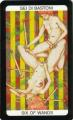 SEI DI BASTONI
SIX OF WANDS